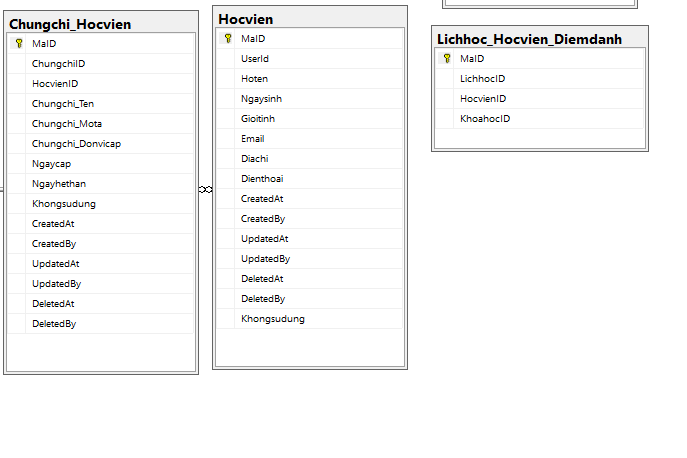 Chungchi_Hocvien
MaID
ChungchiID
HocvienID
Chungchi_Ten
Chungchi_Mota
Chungchi_Donvicap
Ngaycap
Ngayhethan
Khongsudung
CreatedAt
CreatedBy
UpdatedAt
UpdatedBy
DeletedAt
DeletedBy
Hocvien
MaID
UserId
Hoten
Ngaysinh
Gioitinh
Email
Diachi
Dienthoai
CreatedAt
CreatedBy
UpdatedAt
UpdatedBy
DeletedAt
DeletedBy
Khongsudung
Lichhoc_Hocvien_Diemdanh
MaID
LichhocID
HocvienID
KhoahocID